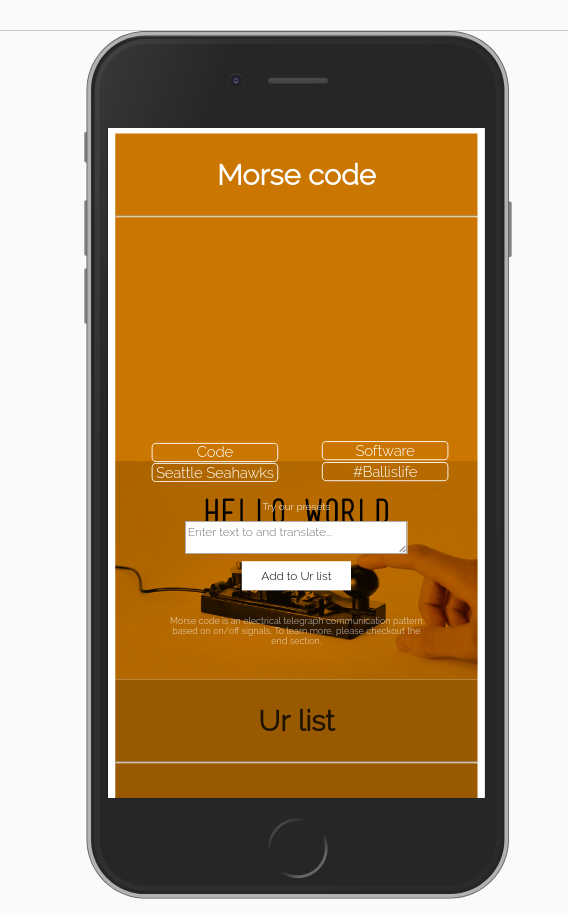 Morse code
Code
Software
Seattle Seahawks
#Ballislife
HELLO WORLD
Try our presets
Enter text to and translate...
Add to Ur list
Morse code is an electrical telegraph communication pattern,
based on on/off signals. To learn more, please checkout the
end section.
Ur list